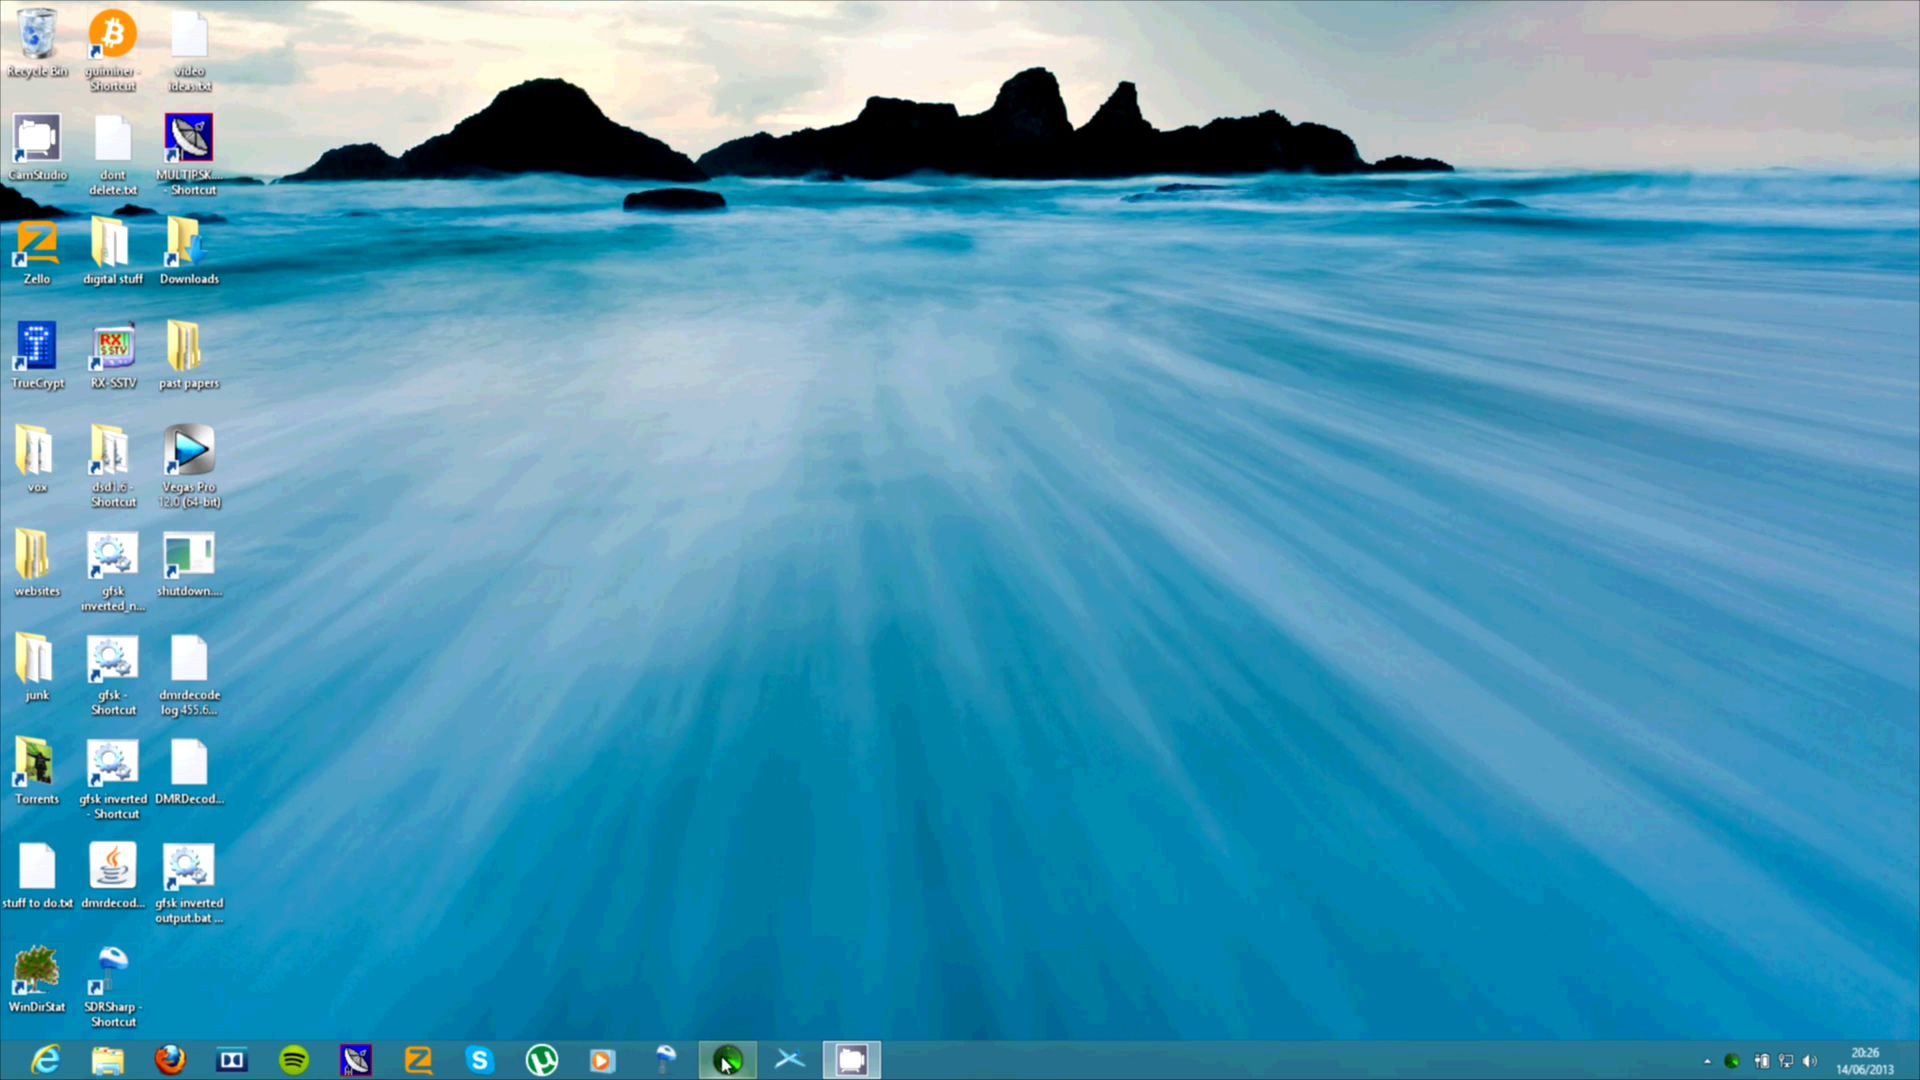 Recycle Bin
guiminer -
Shortcut
video
ideas.txt
CamStudio
dont
delete.txt
MULTIPSK....
- Shortcut
Zello
digital stuff
Downloads
TrueCrypt
RX-SSTV
past papers
vox
dsd1.6 -
Shortcut
Vegas Pro
12.0 (64-bit)
websites
gfsk
inverted_n...
shutdown....
junk
gfsk -
Shortcut
dmrdecode
log 455.6...
Torrents
gfsk inverted
- Shortcut
DMRDecod...
stuff to do.txt
dmrdecod...
gfsk inverted
output.bat ...
WinDirStat
SDRSharp -
Shortcut
20:26
14/06/2013